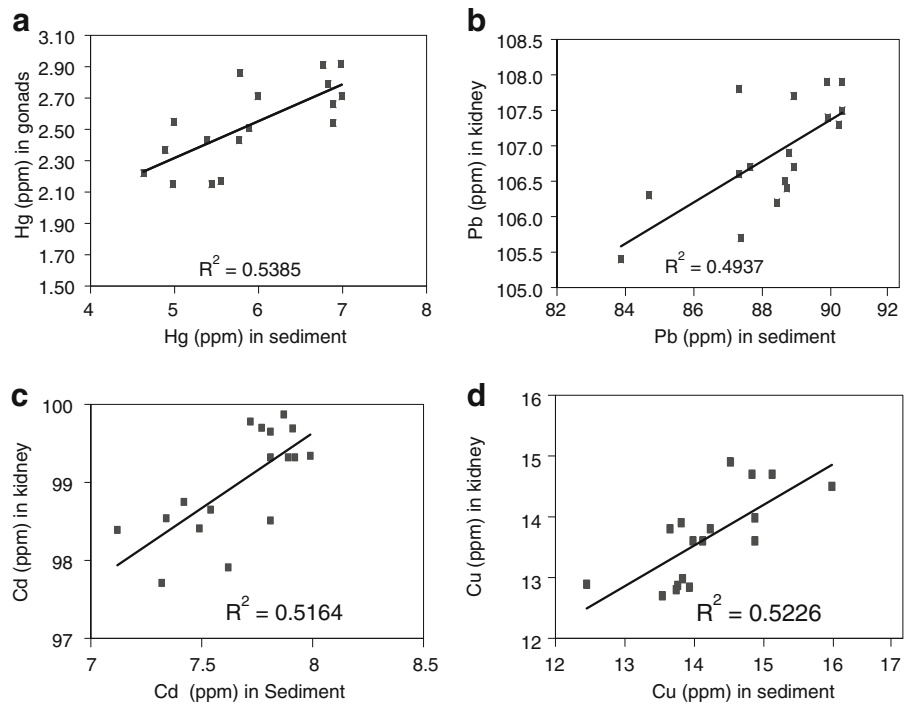 a
3.10
2.90
2.70
2.50
2.30
2.10
1.90
1.70
1.50
Hg (ppm) in gonads
R² = 0.5385
4 5 6 7 8
Hg (ppm) in sediment
b
108.5
108.0
107.5
107.0
106.5
106.0
105.5
105.0
Pb (ppm) in kidney
R² = 0.4937
82 84 86 88 90 92
Pb (ppm) in sediment
c
100
99
98
97
Cd (ppm) in kidney
R² = 0.5164
7 7.5 8 8.5
Cd (ppm) in Sediment
d
16
15
14
13
12
Cu (ppm) in kidney
R² = 0.5226
12 13 14 15 16 17
Cu (ppm) in sediment